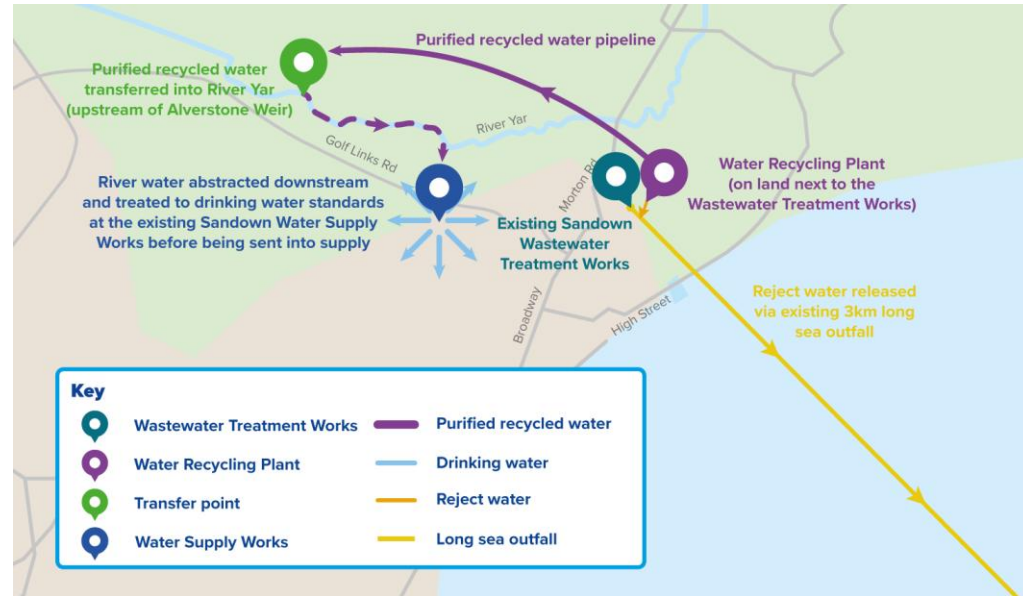 Purified recycled water pipeline
Purified recycled water
transferred into River Yar
(upstream of Alverstone Weir)
River Yar
Golf Links Rd
Morton Rd
Water Recycling Plant
(on land next to the
Wastewater Treatment Works)
River water abstracted downstream
and treated to drinking water standards
at the existing Sandown Water Supply
Works before being sent into supply
Existing Sandown
Wastewater
Treatment Works
Broadway
High Street
Reject water released
via existing 3km long
sea outfall
Key
Wastewater Treatment Works
Water Recycling Plant
Transfer point
Water Supply Works
Purified recycled water
Drinking water
Reject water
Long sea outfall